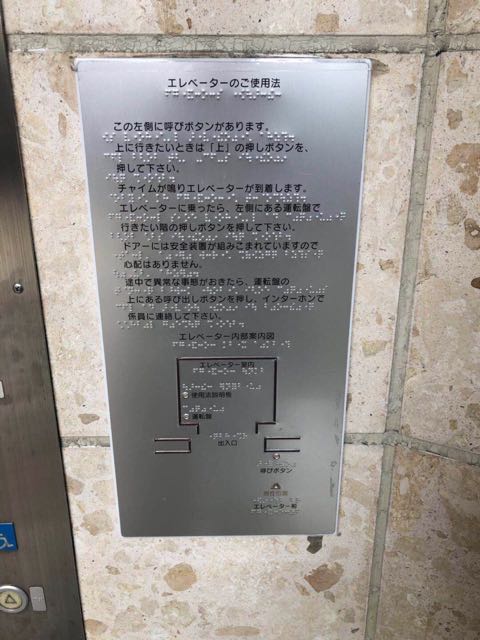 エレベーターのご使用法
この左側に呼びボタンがあります。
上に行きたいときは「上」の押しボタンを、
押して下さい。
チャイムが鳴りエレベーターが到着します。
エレベーターに乗ったら、左側にある運転盤で
行きたい階の押しボタンを押して下さい。
ドアーには安全装置が組みこまれていますので
心配はありません。
途中で異常な事態がおきたら、運転盤の
上にある呼び出しボタンを押し、インターホンで
係員に連絡して下さい。
エレベーター内部案内図
エレベーター案内
使用法説明板
運転盤
出入口
呼びボタン
現在位置
エレベーター前